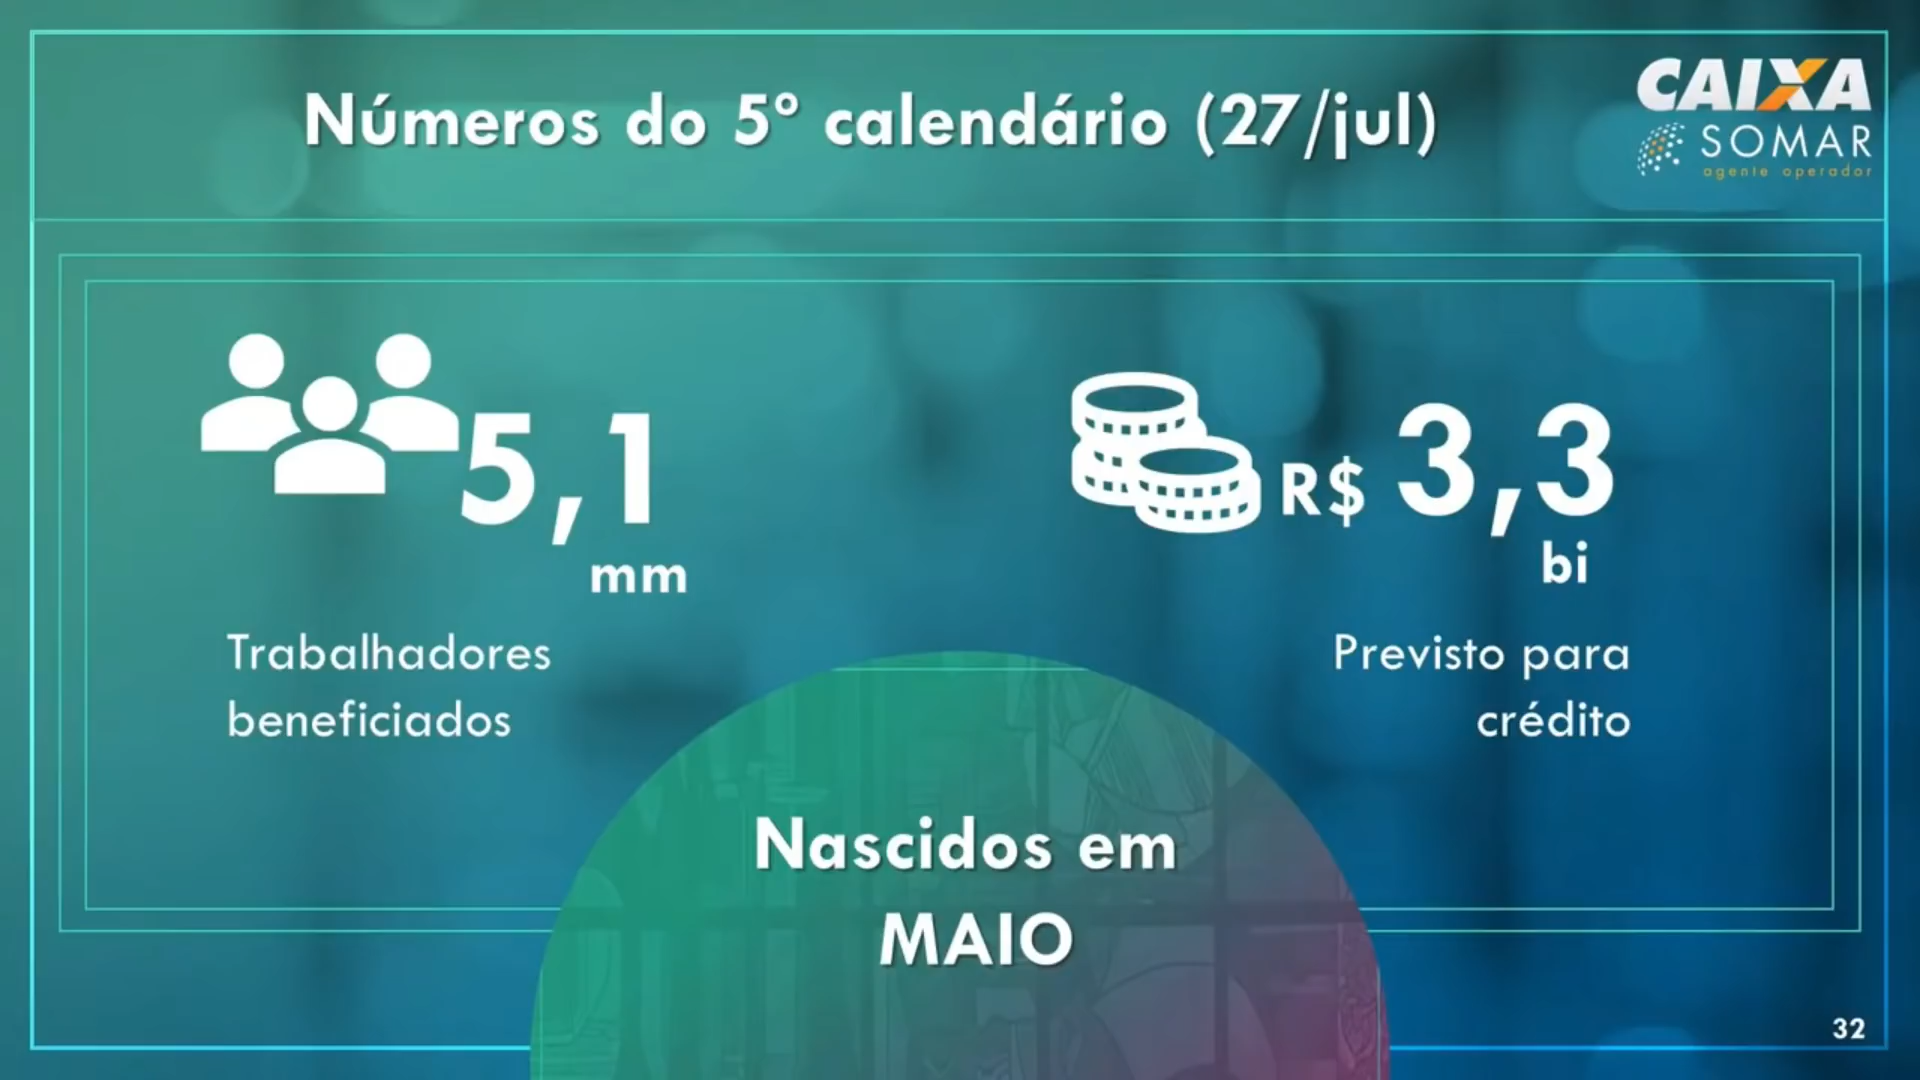 Números do 5º calendário (27/jul)
CAIXA
SOMAR
agente operador
5,1
mm
Trabalhadores
beneficiados
R$ 3,3
bi
Previsto para
crédito
Nascidos em
MAIO
32